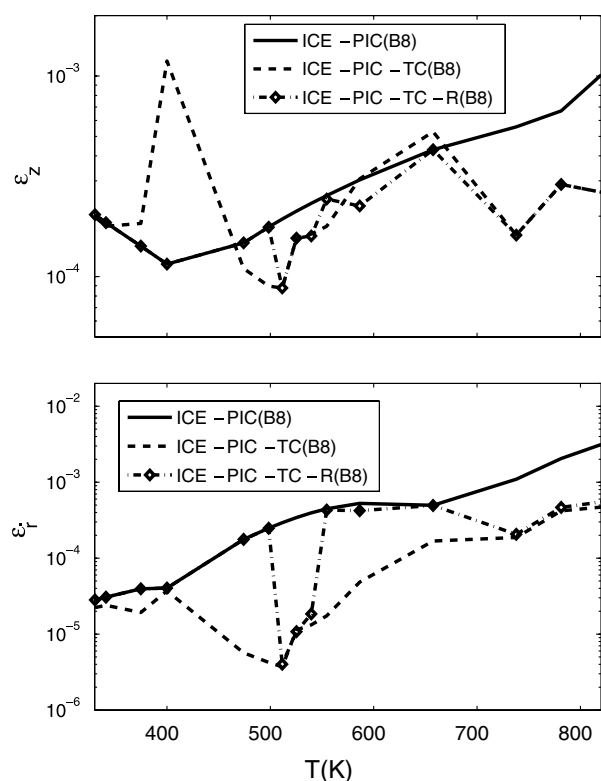 10⁻³
10⁻⁴
ε_z
ICE –PIC(B8)
ICE –PIC –TC(B8)
ICE –PIC –TC –R(B8)
10⁻²
10⁻³
10⁻⁴
10⁻⁵
10⁻⁶
ε_ṙ
ICE –PIC(B8)
ICE –PIC –TC(B8)
ICE –PIC –TC –R(B8)
400 500 600 700 800
T(K)